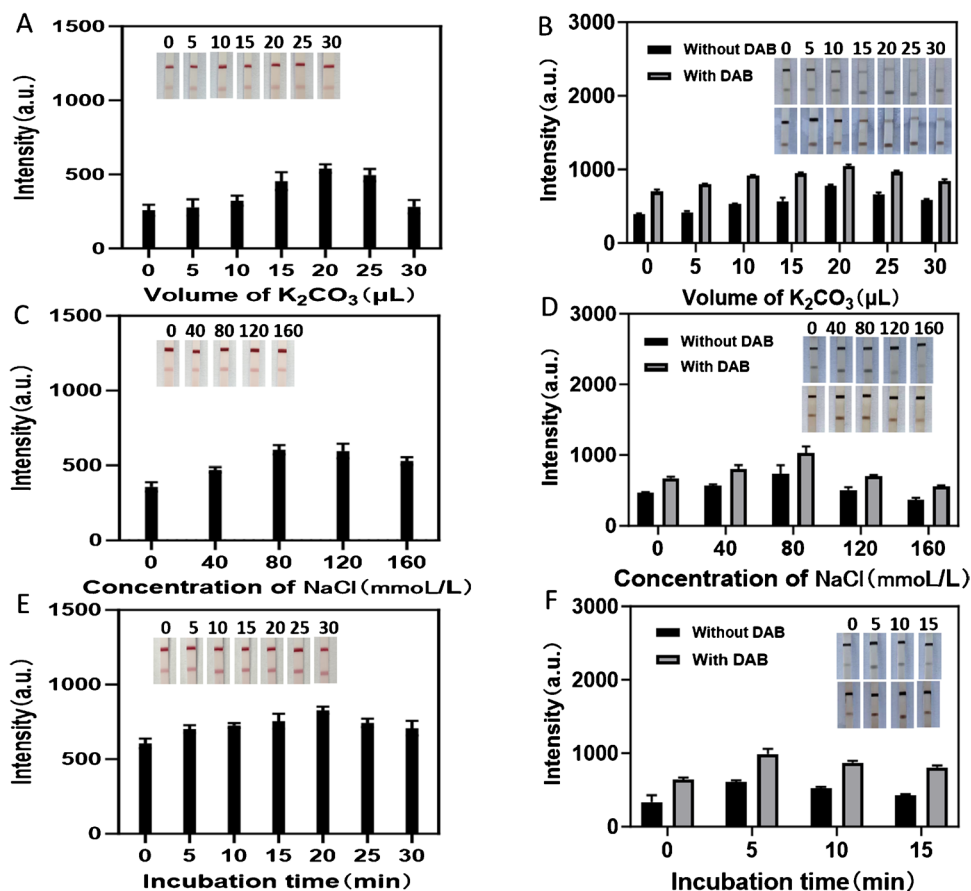 A
1500
1000
500
0
Intensity(a.u.)
0 5 10 15 20 25 30
0 5 10 15 20 25 30
Volume of K₂CO₃(μL)
B
3000
2000
1000
0
Intensity(a.u.)
Without DAB
With DAB
0 5 10 15 20 25 30
0 5 10 15 20 25 30
Volume of K₂CO₃(μL)
C
1500
1000
500
0
Intensity(a.u.)
0 40 80 120 160
0 40 80 120 160
Concentration of NaCl(mmoL/L)
D
3000
2000
1000
0
Intensity(a.u.)
Without DAB
With DAB
0 40 80 120 160
0 40 80 120 160
Concentration of NaCl(mmoL/L)
E
1500
1000
500
0
Intensity(a.u.)
0 5 10 15 20 25 30
0 5 10 15 20 25 30
Incubation time(min)
F
3000
2000
1000
0
Intensity(a.u.)
Without DAB
With DAB
0 5 10 15
0 5 10 15
Incubation time(min)